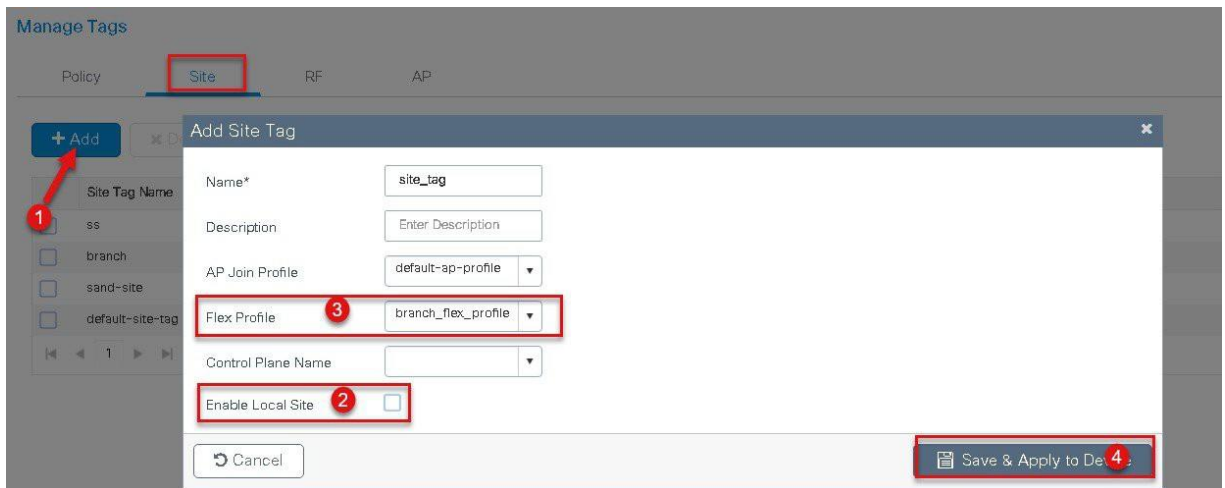 Manage Tags
Policy Site RF AP
+ Add
Add Site Tag
Name* site_tag
Site Tag Name
1
ss
Description Enter Description
branch
AP Join Profile default-ap-profile
sand-site
Flex Profile 3 branch_flex_profile
default-site-tag
1
Control Plane Name
Enable Local Site 2
Cancel
Save & Apply to 4